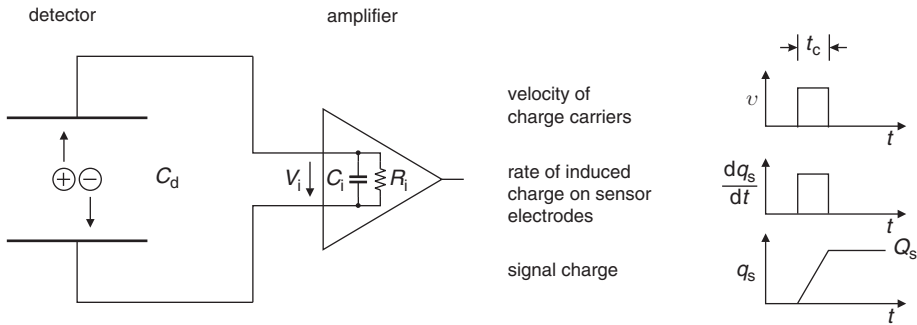 detector
amplifier
+
−
C_d
V_i
C_i
R_i
velocity of
charge carriers
t_c
v
t
rate of induced
charge on sensor
electrodes
dq_s
dt
t
signal charge
q_s
Q_s
t